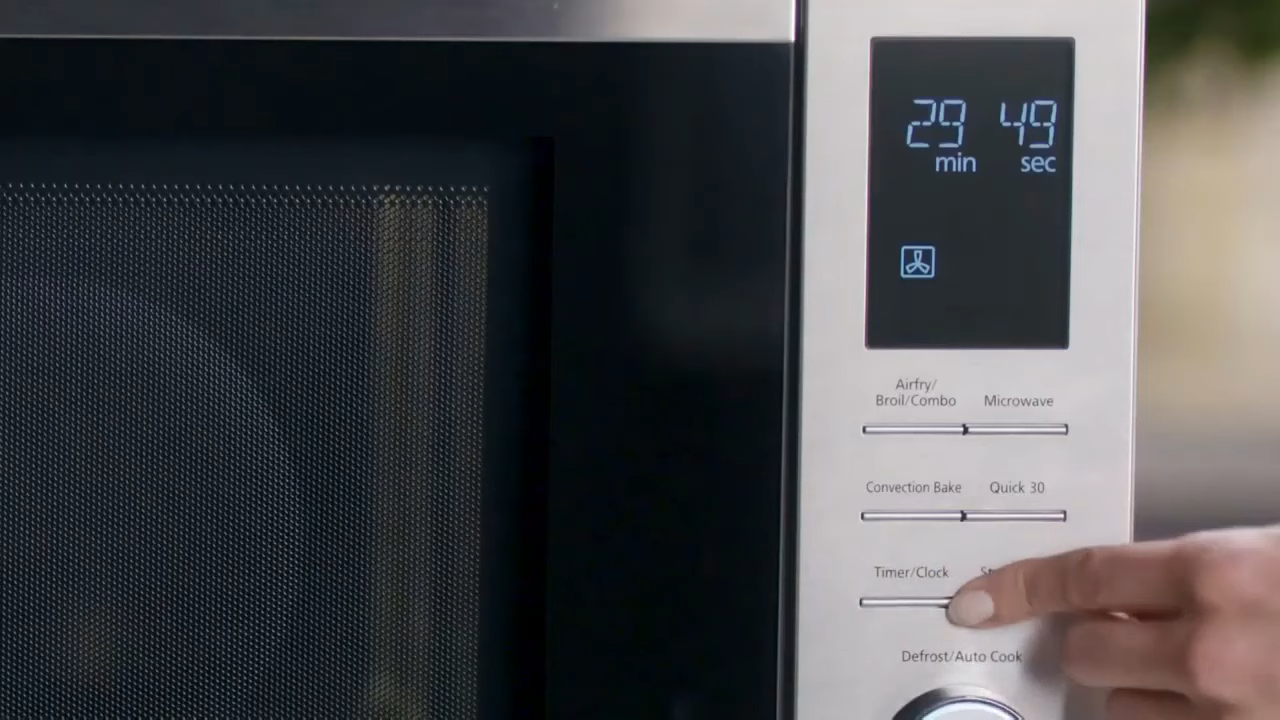 29 49
min sec
Airfry/
Broil/Combo Microwave
Convection Bake Quick 30
Timer/Clock
Defrost/Auto Cook